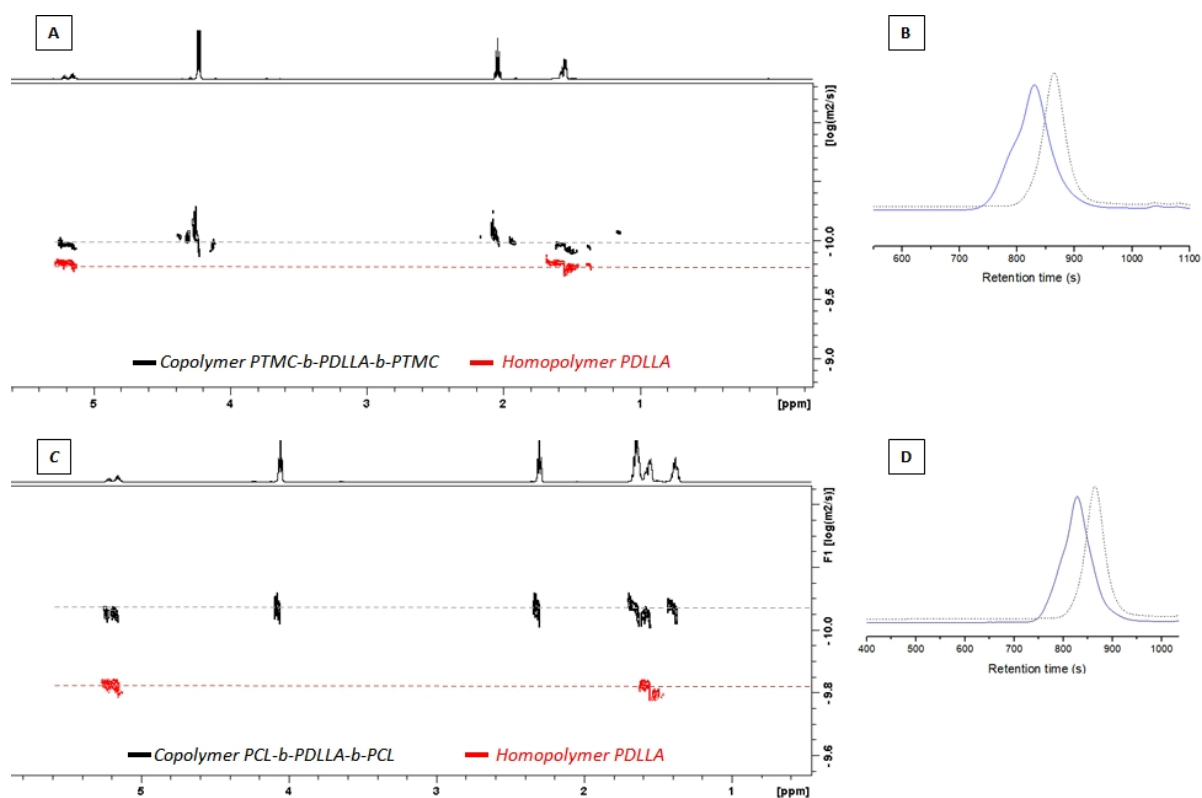 A
B
[log(m2/s)]
- 10.0
- 9.5
- 9.0
Copolymer PTMC-b-PDLLA-b-PTMC
Homopolymer PDLLA
5 4 3 2 1 [ppm]
600 700 800 900 1000 1100
Retention time (s)
C
D
F1 [log(m2/s)]
- 10.0
- 9.8
- 9.6
Copolymer PCL-b-PDLLA-b-PCL
Homopolymer PDLLA
5 4 3 2 1 [ppm]
400 500 600 700 800 900 1000
Retention time (s)